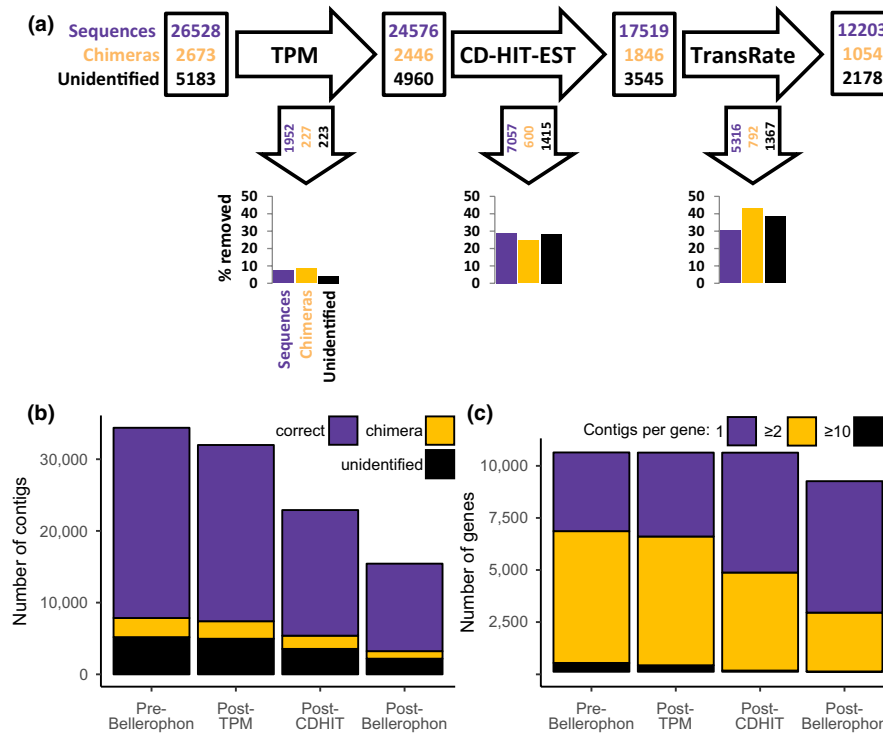 (a)
Sequences 26528 TPM 24576 CD-HIT-EST 17519 TransRate 12203
Chimeras 2673 2446 1846 1054
Unidentified 5183 4960 3545 2178
1952 227 223
7057 600 1415
5316 792 1367
% removed
50 40 30 20 10 0
50 40 30 20 10 0
50 40 30 20 10 0
Sequences Chimeras Unidentified
(b)
correct chimera
unidentified
Number of contigs
30,000
20,000
10,000
0
Pre-Bellerophon
Post-TPM
Post-CDHIT
Post-Bellerophon
(c)
Contigs per gene: 1 ≥2 ≥10
Number of genes
10,000
7,500
5,000
2,500
Pre-Bellerophon
Post-TPM
Post-CDHIT
Post-Bellerophon